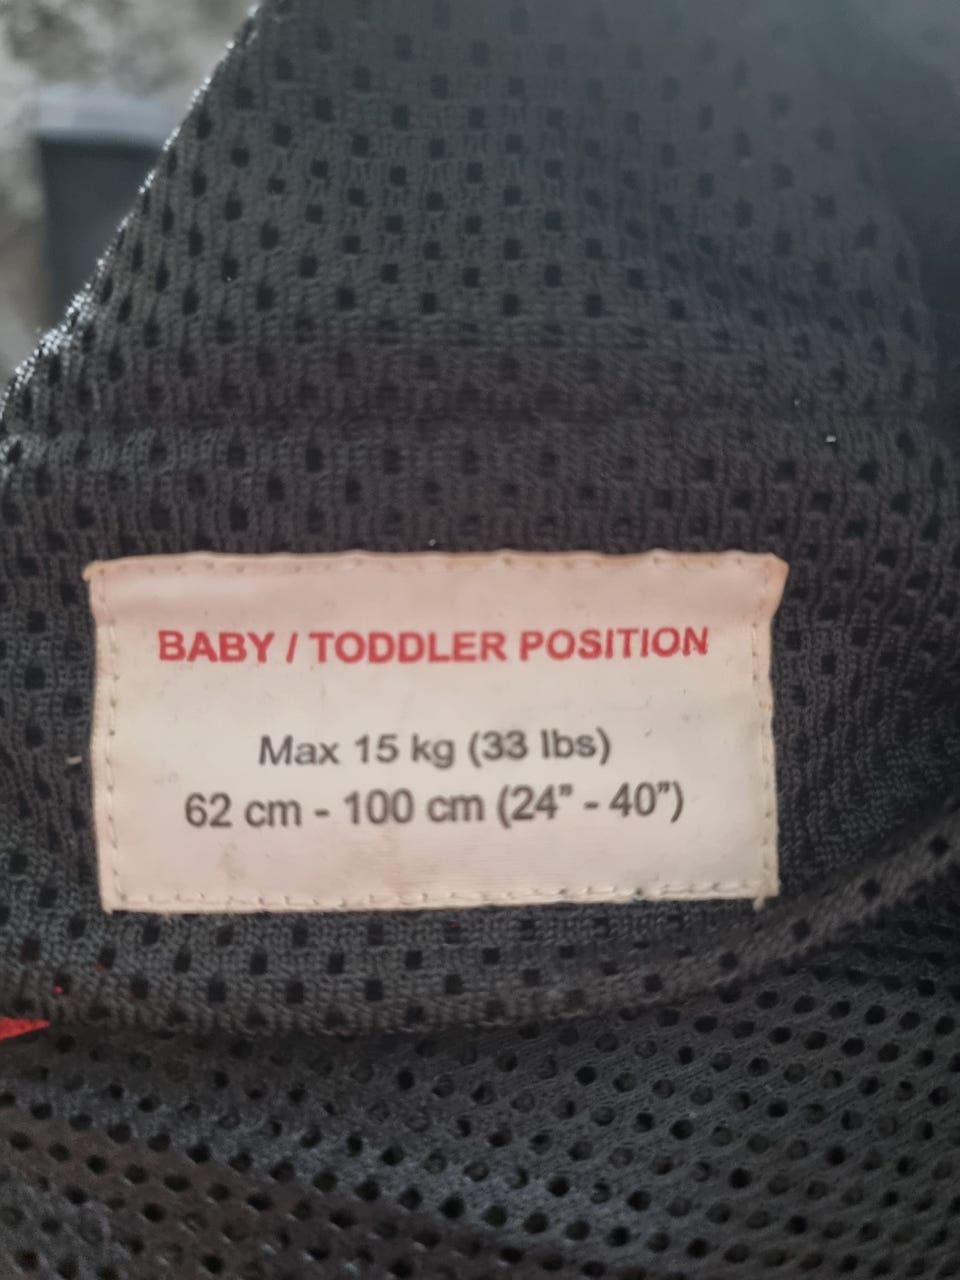 BABY / TODDLER POSITION
Max 15 kg (33 lbs)
62 cm - 100 cm (24” - 40”)